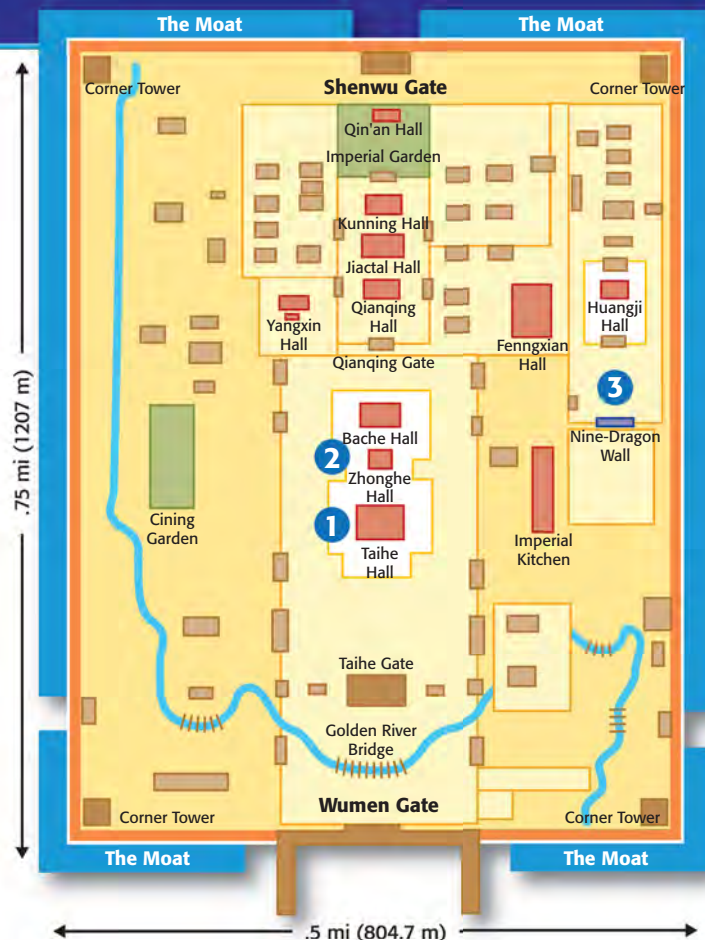 The Moat
The Moat
Corner Tower
Shenwu Gate
Corner Tower
Qin'an Hall
Imperial Garden
Kunning Hall
Jiactal Hall
Qianqing
Hall
Yangxin
Hall
Huangji
Hall
Fenngxian
Hall
Qianqing Gate
3
Bache Hall
Nine-Dragon
Wall
2
Zhonghe
Hall
1
Taihe
Hall
Cining
Garden
Imperial
Kitchen
Taihe Gate
Golden River
Bridge
Wumen Gate
Corner Tower
Corner Tower
The Moat
The Moat
.75 mi (1207 m)
.5 mi (804.7 m)